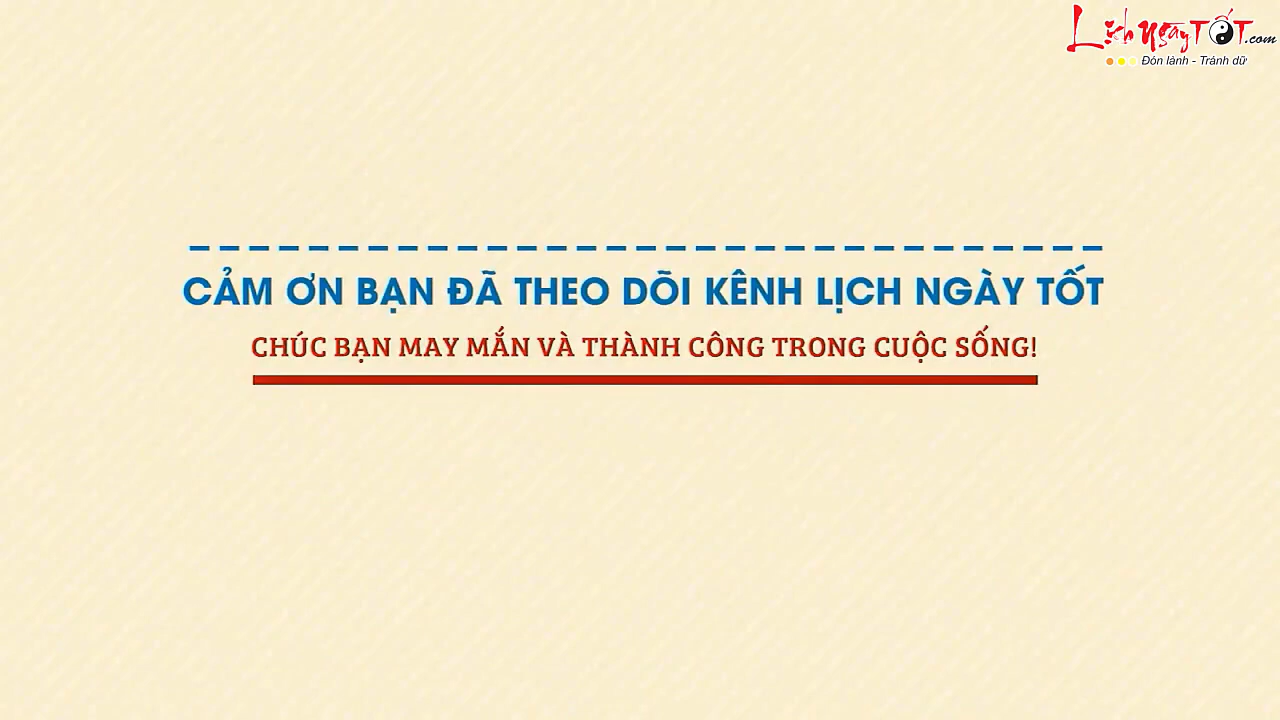 LịchNgàyTỐT.com
Đón lành - Tránh dữ
CẢM ƠN BẠN ĐÃ THEO DÕI KÊNH LỊCH NGÀY TỐT
CHÚC BẠN MAY MẮN VÀ THÀNH CÔNG TRONG CUỘC SỐNG!